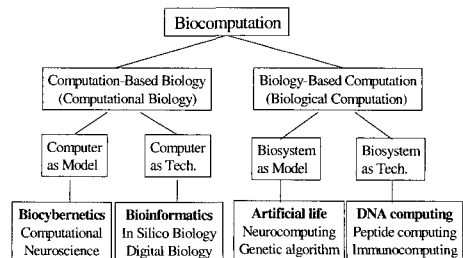 Biocomputation
Computation-Based Biology
(Computational Biology)
Biology-Based Computation
(Biological Computation)
Computer
as Model
Computer
as Tech.
Biosystem
as Model
Biosystem
as Tech.
Biocybernetics
Computational
Neuroscience
Bioinformatics
In Silico Biology
Digital Biology
Artificial life
Neurocomputing
Genetic algorithm
DNA computing
Peptide computing
Immunocomputing